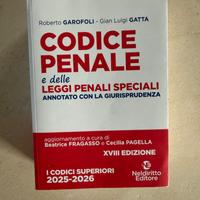 Roberto GAROFOLI • Gian Luigi GATTA
CODICE
PENALE
e delle
LEGGI PENALI SPECIALI
ANNOTATO CON LA GIURISPRUDENZA
aggiornamento a cura di
Beatrice FRAGASSO e Cecilia PAGELLA
XVIII EDIZIONE
I CODICI SUPERIORI
2025-2026
Neldiritto
Editore